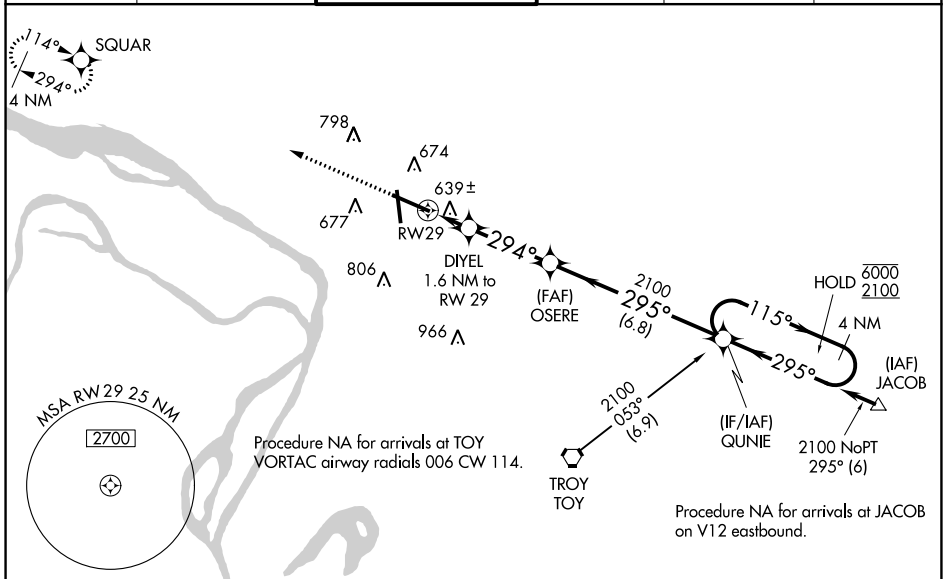 114°
SQUAR
294°
4 NM
798
674
639±
677
RW29
DIYEL
1.6 NM to
RW 29
294°
806
966
(FAF)
OSERE
2100
295°
(6.8)
HOLD 6000
2100
115°
4 NM
295°
(IAF)
JACOB
(IF/IAF)
QUNIE
2100 NoPT
295° (6)
2100
053°
(6.9)
TROY
TOY
MSA RW 29 25 NM
2700
Procedure NA for arrivals at TOY
VORTAC airway radials 006 CW 114.
Procedure NA for arrivals at JACOB
on V12 eastbound.